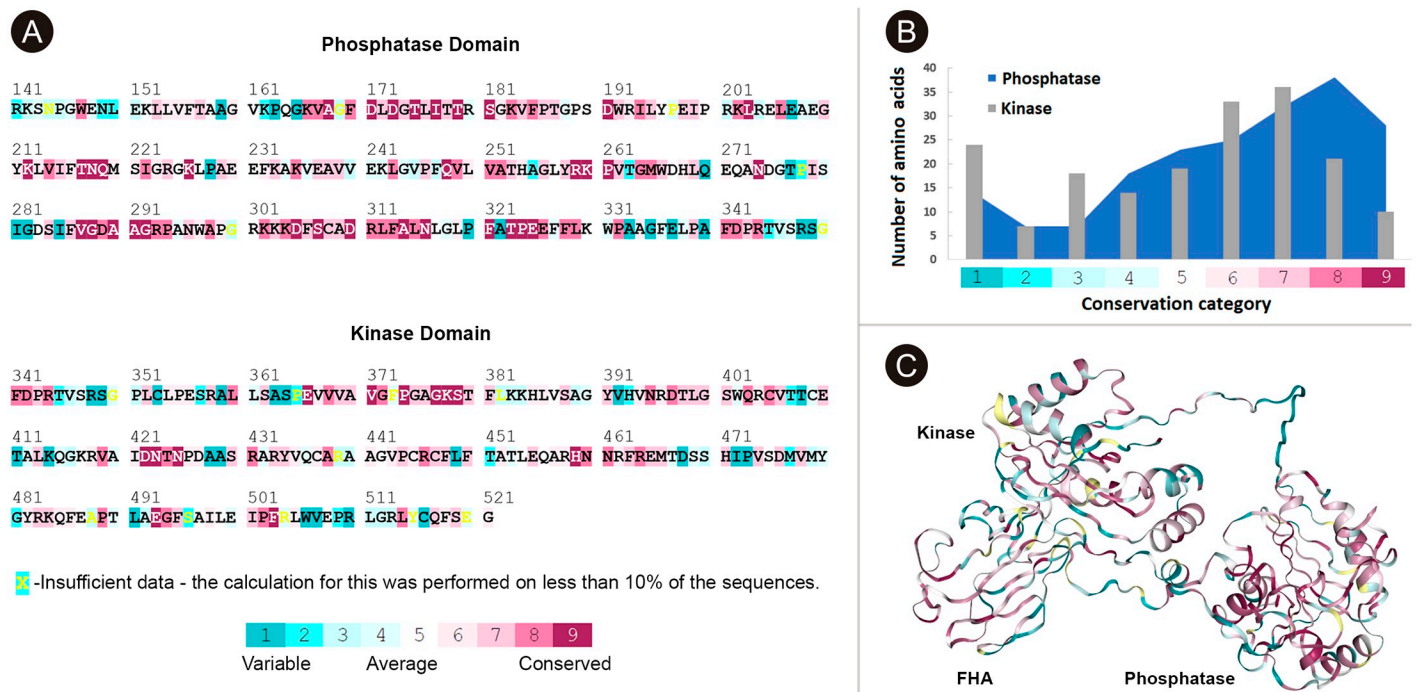 A
Phosphatase Domain
141 151 161 171 181 191 201
RKSNPGWENL EKLLVFTAAG VKPQGKVAGF DLDGTLITTR SGKVFPTGPS DWRILYPEIP RKLRELEAEG
211 221 231 241 251 261 271
YKLVIFTNQM SIGRGKLPAE EFKAKVEAVV EKLGVPFQVL VATHAGLYRK PVTGMWDHLQ EQANDGTPIS
281 291 301 311 321 331 341
IGDSIFVGDA AGRPANWAPG RKKKDFSCAD RLFALNLGLP FATPEEFFLK WPAAGFELPA FDPRTVSRSG
Kinase Domain
341 351 361 371 381 391 401
FDPRTVSRSG PLCLPESRAL LSASPEVVVA VGFPGAGKST FLKKHLVSAG YVHVNRDTLG SWQRCVTTCE
411 421 431 441 451 461 471
TALKQGKRVA IDNTNPDAAS RARYVQCARA AGVPCRCFLF TATLEQARHN NRFREMTDSS HIPVSDMVMY
481 491 501 511 521
GYRKQFEAPT LAEGFSAILE IPFRLWVEPR LGRLYCQFSE G
X -Insufficient data - the calculation for this was performed on less than 10% of the sequences.
1 2 3 4 5 6 7 8 9
Variable Average Conserved
B
Number of amino acids
40
35
30
25
20
15
10
5
0
Phosphatase
Kinase
1 2 3 4 5 6 7 8 9
Conservation category
C
Kinase
FHA
Phosphatase